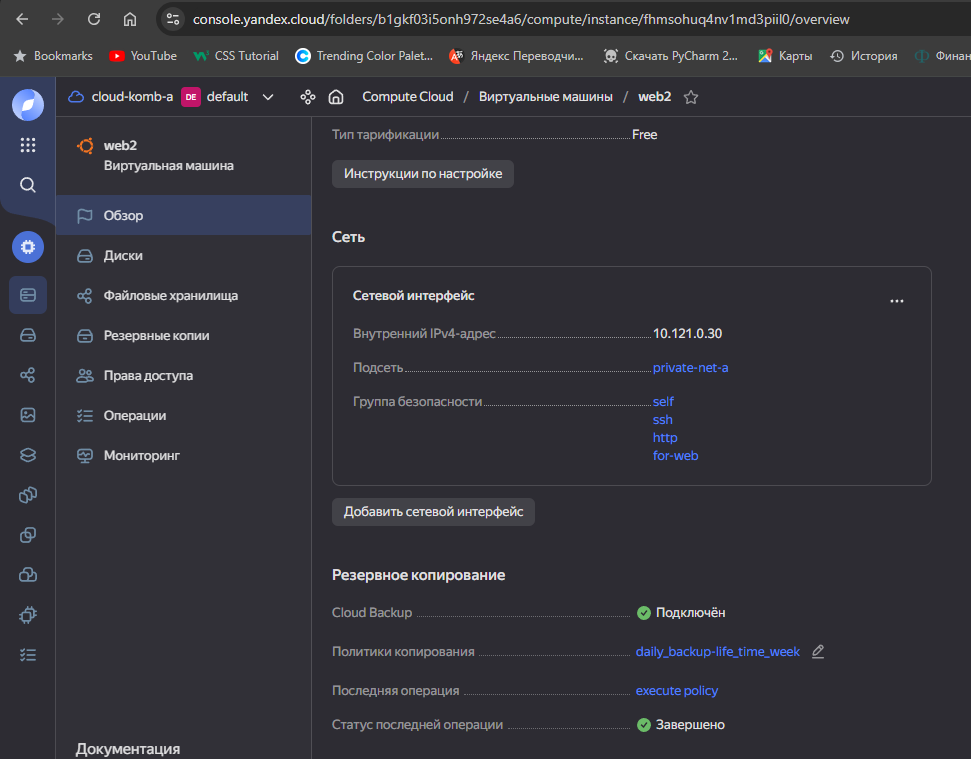 console.yandex.cloud/folders/b1gkf03i5onh972se4a6/compute/instance/fhmsohuq4nv1md3piil0/overview
Bookmarks YouTube CSS Tutorial Trending Color Palet... Яндекс Переводчи... Скачать PyCharm 2... Карты История Финан
cloud-komb-a DE default Compute Cloud / Виртуальные машины / web2
web2
Виртуальная машина
Обзор
Диски
Файловые хранилища
Резервные копии
Права доступа
Операции
Мониторинг
Документация
Тип тарификации Free
Инструкции по настройке
Сеть
Сетевой интерфейс
Внутренний IPv4-адрес 10.121.0.30
Подсеть private-net-a
Группа безопасности self
ssh
http
for-web
Добавить сетевой интерфейс
Резервное копирование
Cloud Backup Подключён
Политики копирования daily_backup-life_time_week
Последняя операция execute policy
Статус последней операции Завершено